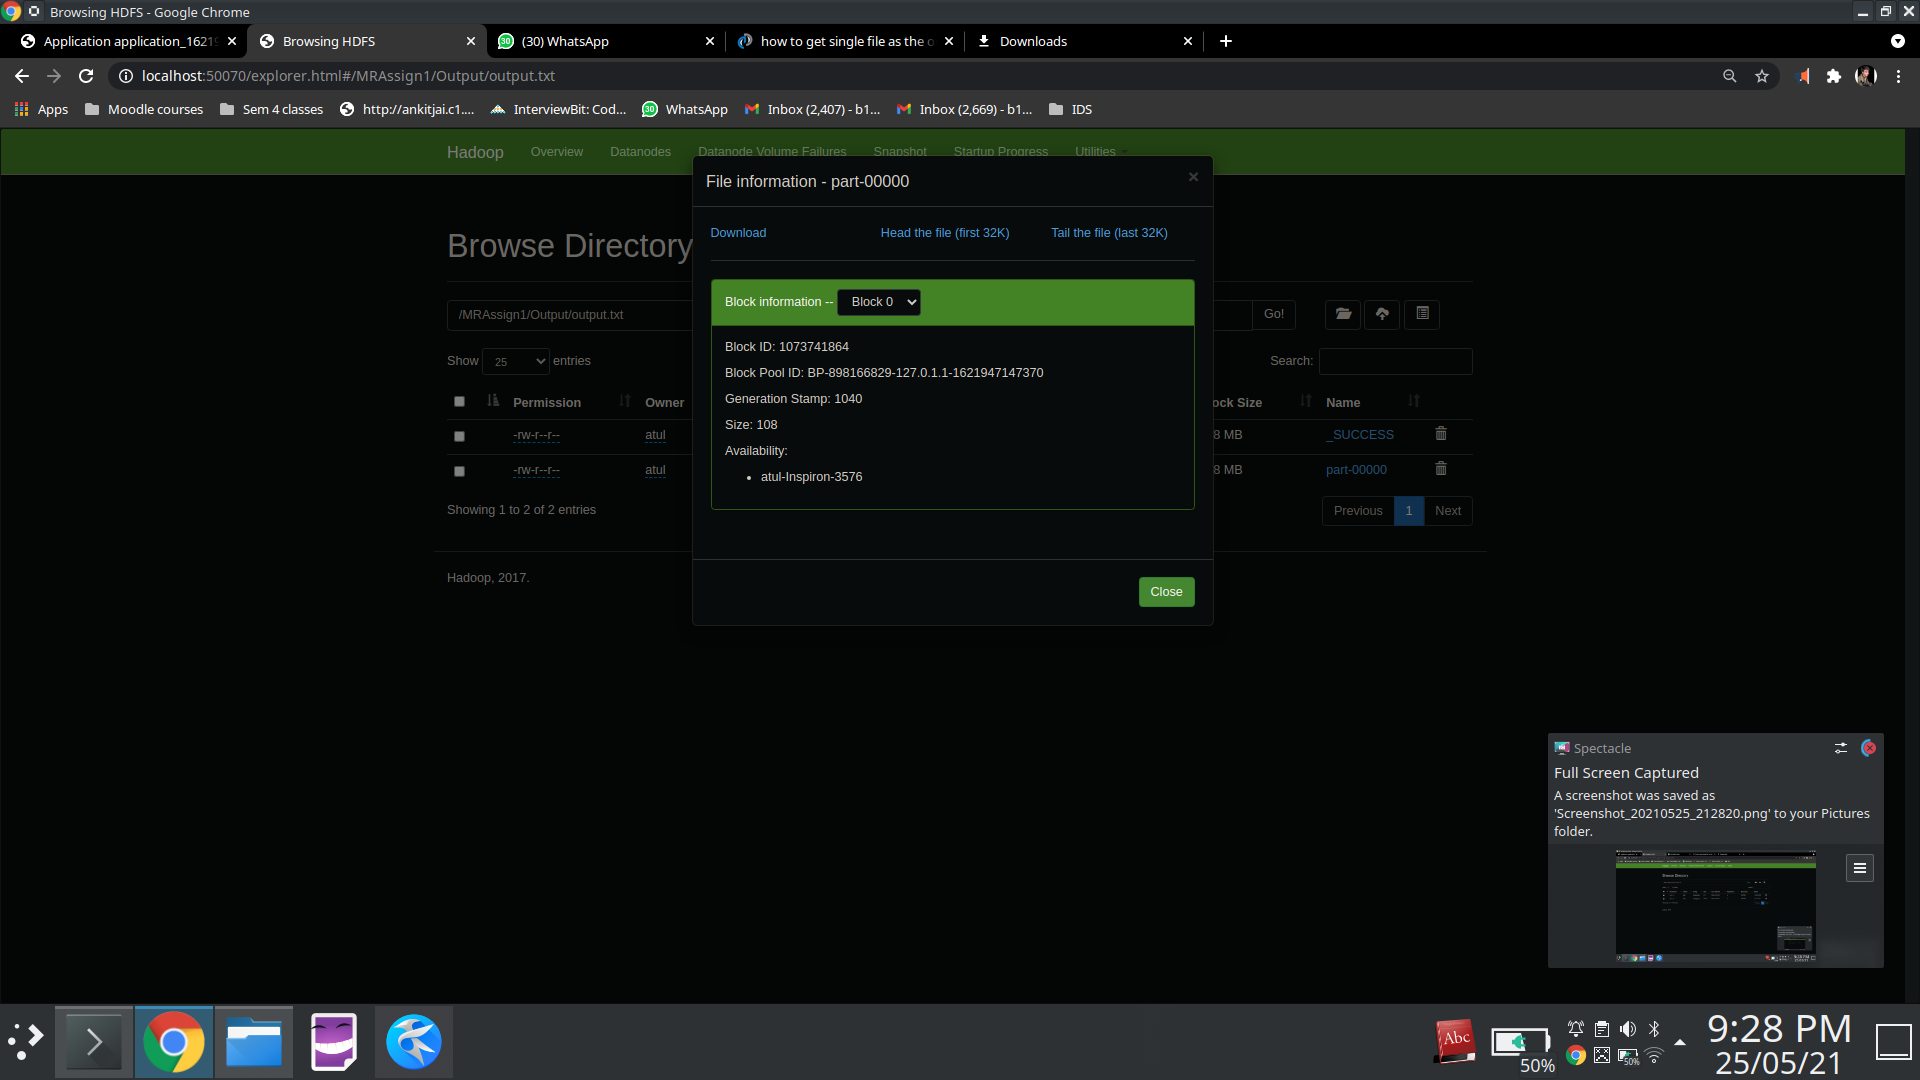 Browsing HDFS - Google Chrome
Application application_1621
Browsing HDFS
(30) WhatsApp
how to get single file as the o
Downloads
localhost:50070/explorer.html#/MRAssign1/Output/output.txt
Apps
Moodle courses
Sem 4 classes
http://ankitjai.c1....
InterviewBit: Cod...
WhatsApp
Inbox (2,407) - b1...
Inbox (2,669) - b1...
IDS
Hadoop
Overview
Datanodes
Datanode Volume Failures
Snapshot
Startup Progress
Utilities
File information - part-00000
×
Download
Head the file (first 32K)
Tail the file (last 32K)
Browse Directory
Block information -- Block 0
/MRAssign1/Output/output.txt
Go!
Block ID: 1073741864
Show 25 entries
Search:
Block Pool ID: BP-898166829-127.0.1.1-1621947147370
Generation Stamp: 1040
Permission
Owner
ock Size
Name
Size: 108
-rw-r--r--
atul
8 MB
_SUCCESS
Availability:
-rw-r--r--
atul
8 MB
part-00000
• atul-Inspiron-3576
Showing 1 to 2 of 2 entries
Previous 1 Next
Hadoop, 2017.
Close
Spectacle
Full Screen Captured
A screenshot was saved as
'Screenshot_20210525_212820.png' to your Pictures
folder.
Abc
50%
50%
9:28 PM
25/05/21